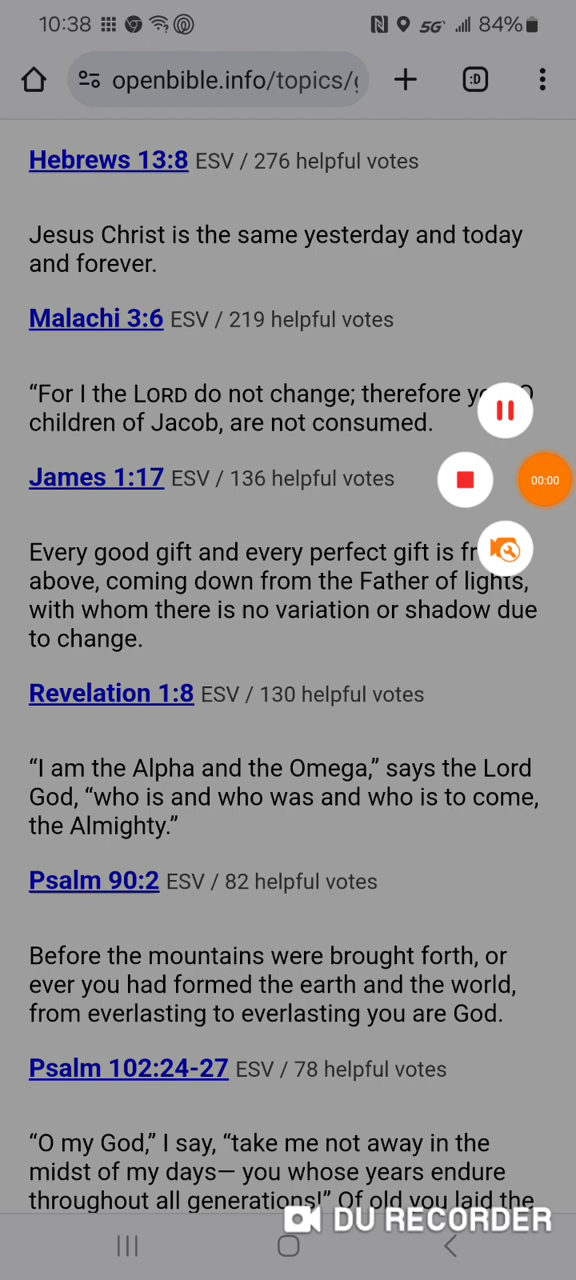 10:38 5G 84%
openbible.info/topics/g :D
Hebrews 13:8 ESV / 276 helpful votes
Jesus Christ is the same yesterday and today
and forever.
Malachi 3:6 ESV / 219 helpful votes
“For I the LORD do not change; therefore O
children of Jacob, are not consumed.
James 1:17 ESV / 136 helpful votes
00:00
Every good gift and every perfect gift is
above, coming down from the Father of lights,
with whom there is no variation or shadow due
to change.
Revelation 1:8 ESV / 130 helpful votes
“I am the Alpha and the Omega,” says the Lord
God, “who is and who was and who is to come,
the Almighty.”
Psalm 90:2 ESV / 82 helpful votes
Before the mountains were brought forth, or
ever you had formed the earth and the world,
from everlasting to everlasting you are God.
Psalm 102:24-27 ESV / 78 helpful votes
“O my God,” I say, “take me not away in the
midst of my days— you whose years endure
throughout all generations!” Of old you laid the
DU RECORDER